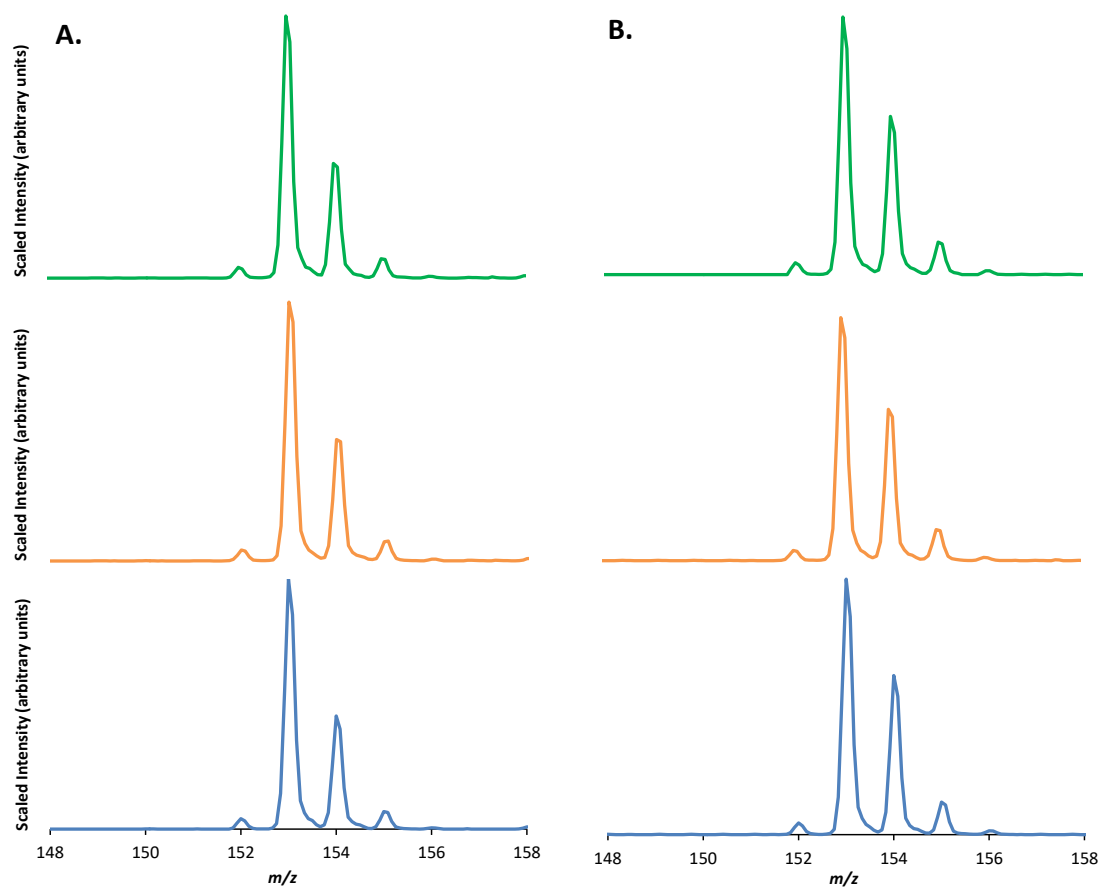 A.
B.
Scaled Intensity (arbitrary units)
Scaled Intensity (arbitrary units)
Scaled Intensity (arbitrary units)
148 150 152 154 156 158
m/z
148 150 152 154 156 158
m/z